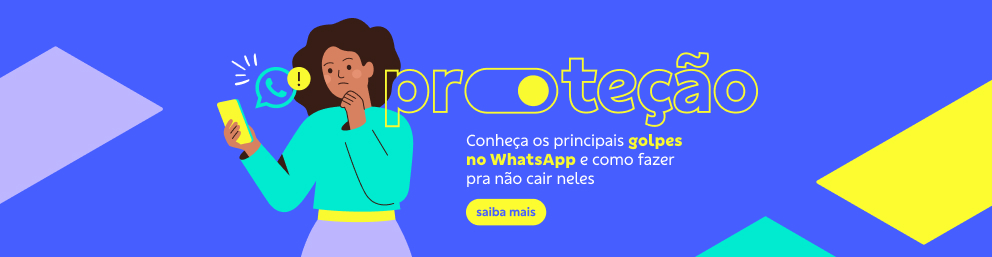 !
proteção
Conheça os principais golpes
no WhatsApp e como fazer
pra não cair neles
saiba mais